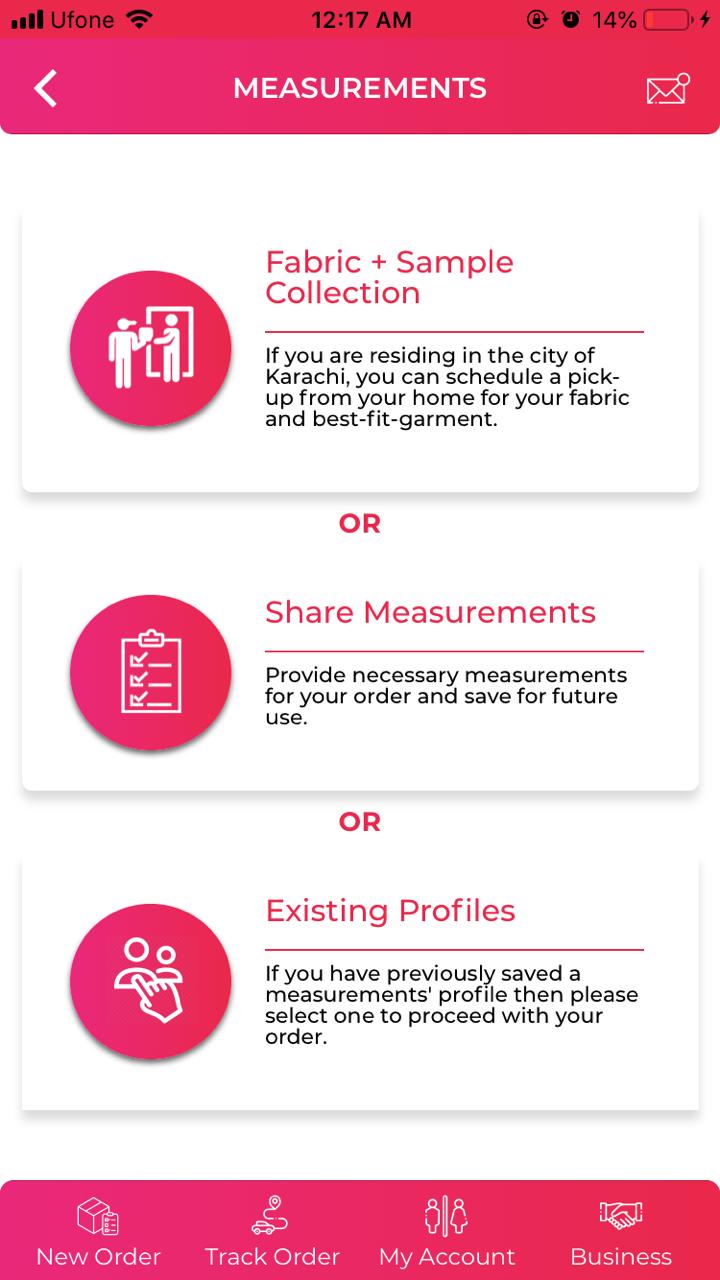 Ufone 12:17 AM 14%
MEASUREMENTS
Fabric + Sample
Collection
If you are residing in the city of
Karachi, you can schedule a pick-
up from your home for your fabric
and best-fit-garment.
OR
Share Measurements
Provide necessary measurements
for your order and save for future
use.
OR
Existing Profiles
If you have previously saved a
measurements' profile then please
select one to proceed with your
order.
New Order Track Order My Account Business